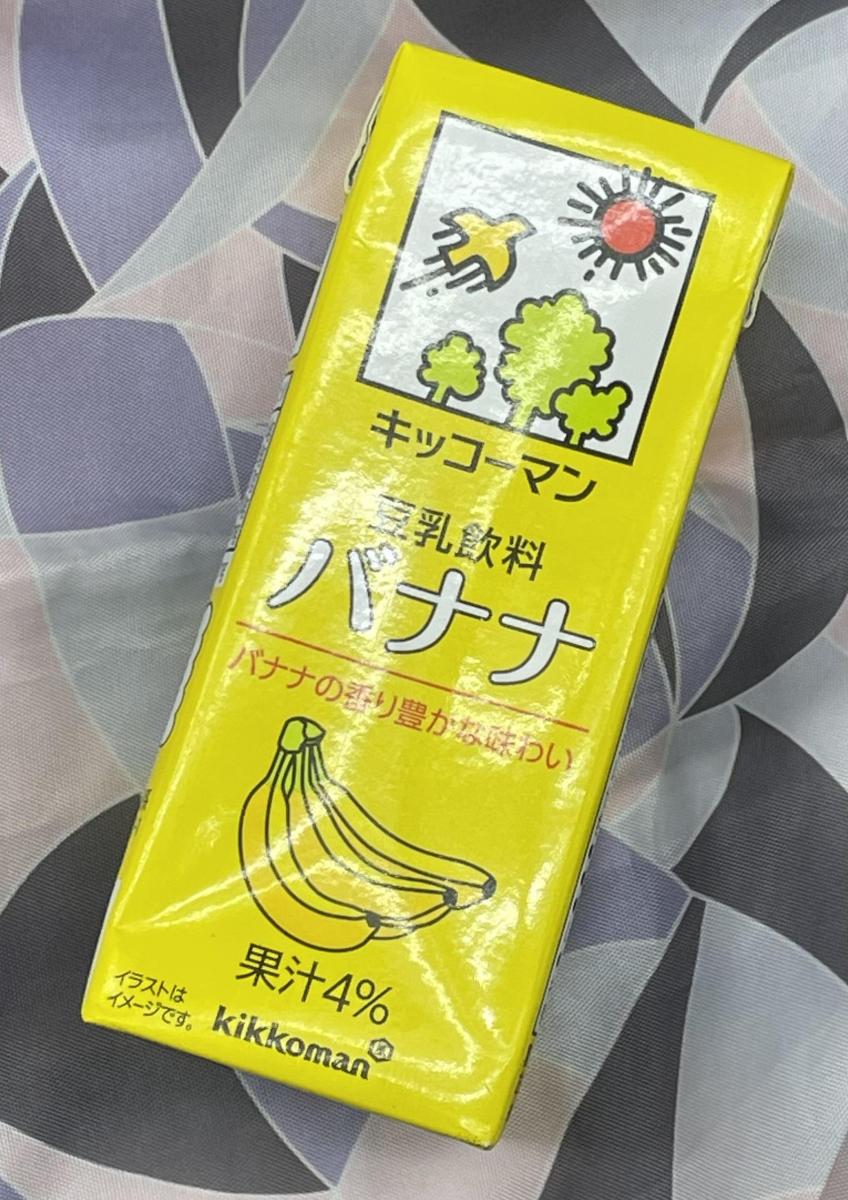 キッコーマン
豆乳飲料
バナナ
バナナの香り豊かな味わい
果汁4%
イラストは
イメージです。
kikkoman